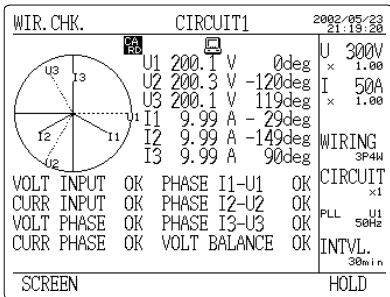 WIR.CHK. CIRCUIT1 2002/05/23 21:19:20
CARD
U1 200.1 V 0deg
U2 200.3 V -120deg
U3 200.1 V 119deg
I1 9.99 A - 29deg
I2 9.99 A -149deg
I3 9.99 A 90deg
U3
I3
U1
I2
I1
U2
VOLT INPUT OK PHASE I1-U1 OK
CURR INPUT OK PHASE I2-U2 OK
VOLT PHASE OK PHASE I3-U3 OK
CURR PHASE OK VOLT BALANCE OK
U 300V
× 1.00
I 50A
× 1.00
WIRING
3P4W
CIRCUIT
×1
PLL U1
50Hz
INTVL.
30min
SCREEN HOLD